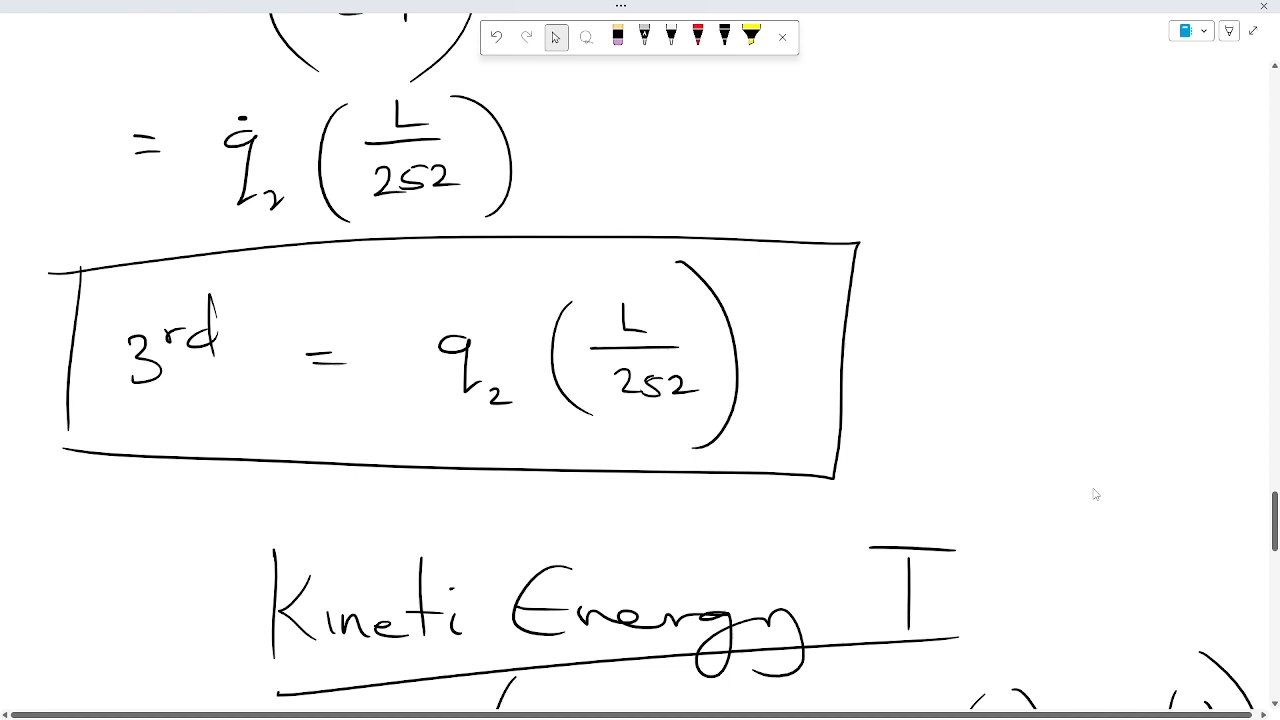 = q̇₂ (L/252)
3rd = q₂ (L/252)
Kineti Energy T